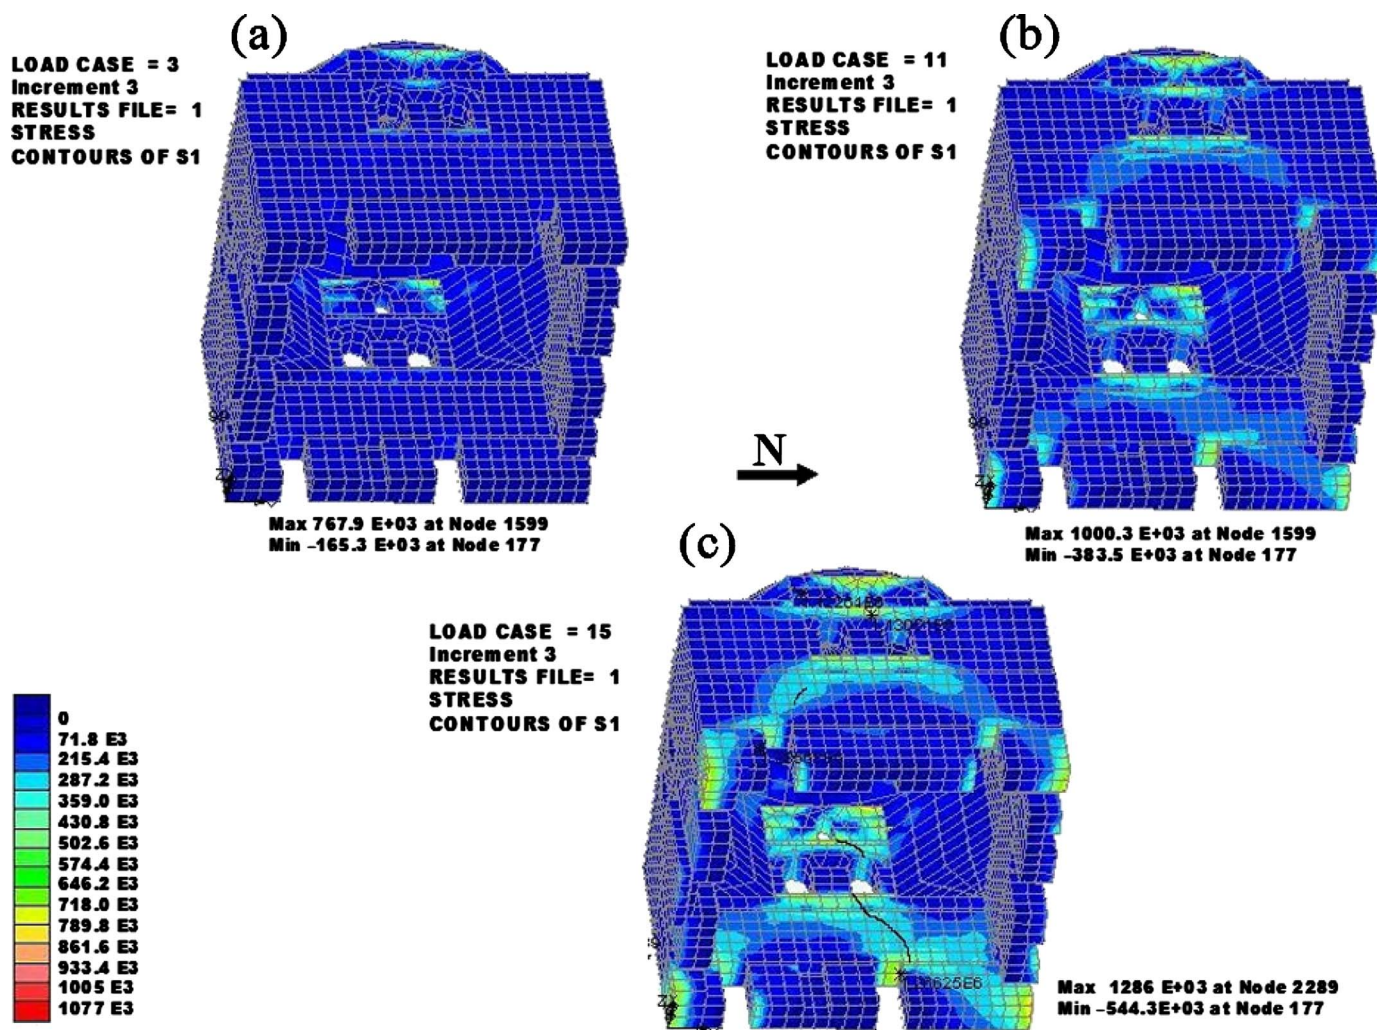 (a)
LOAD CASE = 3
Increment 3
RESULTS FILE= 1
STRESS
CONTOURS OF S1
Max 767.9 E+03 at Node 1599
Min –165.3 E+03 at Node 177
(b)
LOAD CASE = 11
Increment 3
RESULTS FILE= 1
STRESS
CONTOURS OF S1
Max 1000.3 E+03 at Node 1599
Min –383.5 E+03 at Node 177
N
(c)
LOAD CASE = 15
Increment 3
RESULTS FILE= 1
STRESS
CONTOURS OF S1
Max 1286 E+03 at Node 2289
Min –544.3E+03 at Node 177
0
71.8 E3
215.4 E3
287.2 E3
359.0 E3
430.8 E3
502.6 E3
574.4 E3
646.2 E3
718.0 E3
789.8 E3
861.6 E3
933.4 E3
1005 E3
1077 E3